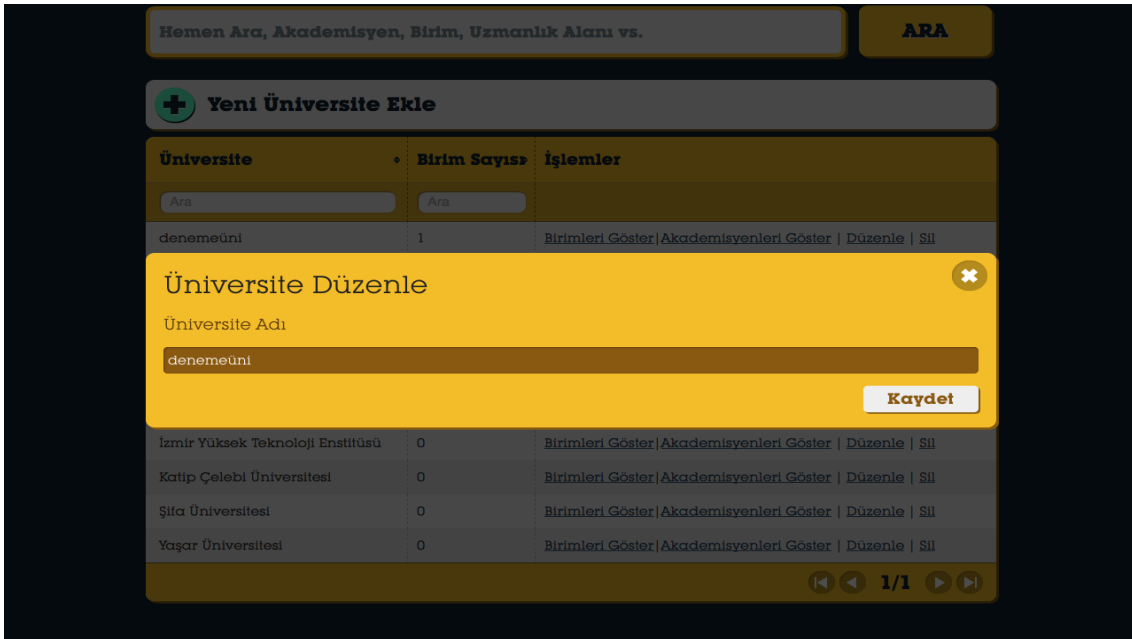 Hemen Ara, Akademisyen, Birim, Uzmanlık Alanı vs. ARA
Yeni Üniversite Ekle
Üniversite Birim Sayısı İşlemler
Ara Ara
denemeüni 1 Birimleri Göster|Akademisyenleri Göster | Düzenle | Sil
Üniversite Düzenle
Üniversite Adı
denemeüni
Kaydet
İzmir Yüksek Teknoloji Enstitüsü 0 Birimleri Göster|Akademisyenleri Göster | Düzenle | Sil
Katip Çelebi Üniversitesi 0 Birimleri Göster|Akademisyenleri Göster | Düzenle | Sil
Şifa Üniversitesi 0 Birimleri Göster|Akademisyenleri Göster | Düzenle | Sil
Yaşar Üniversitesi 0 Birimleri Göster|Akademisyenleri Göster | Düzenle | Sil
1/1